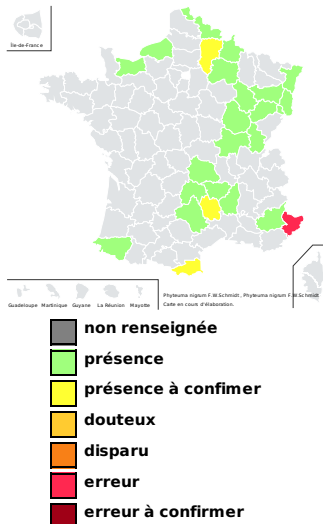 Île-de-France
Guadeloupe Martinique Guyane La Réunion Mayotte
Phyteuma nigrum F.W.Schmidt , Phyteuma nigrum F.W.Schmidt
Carte en cours d'élaboration.
non renseignée
présence
présence à confimer
douteux
disparu
erreur
erreur à confirmer